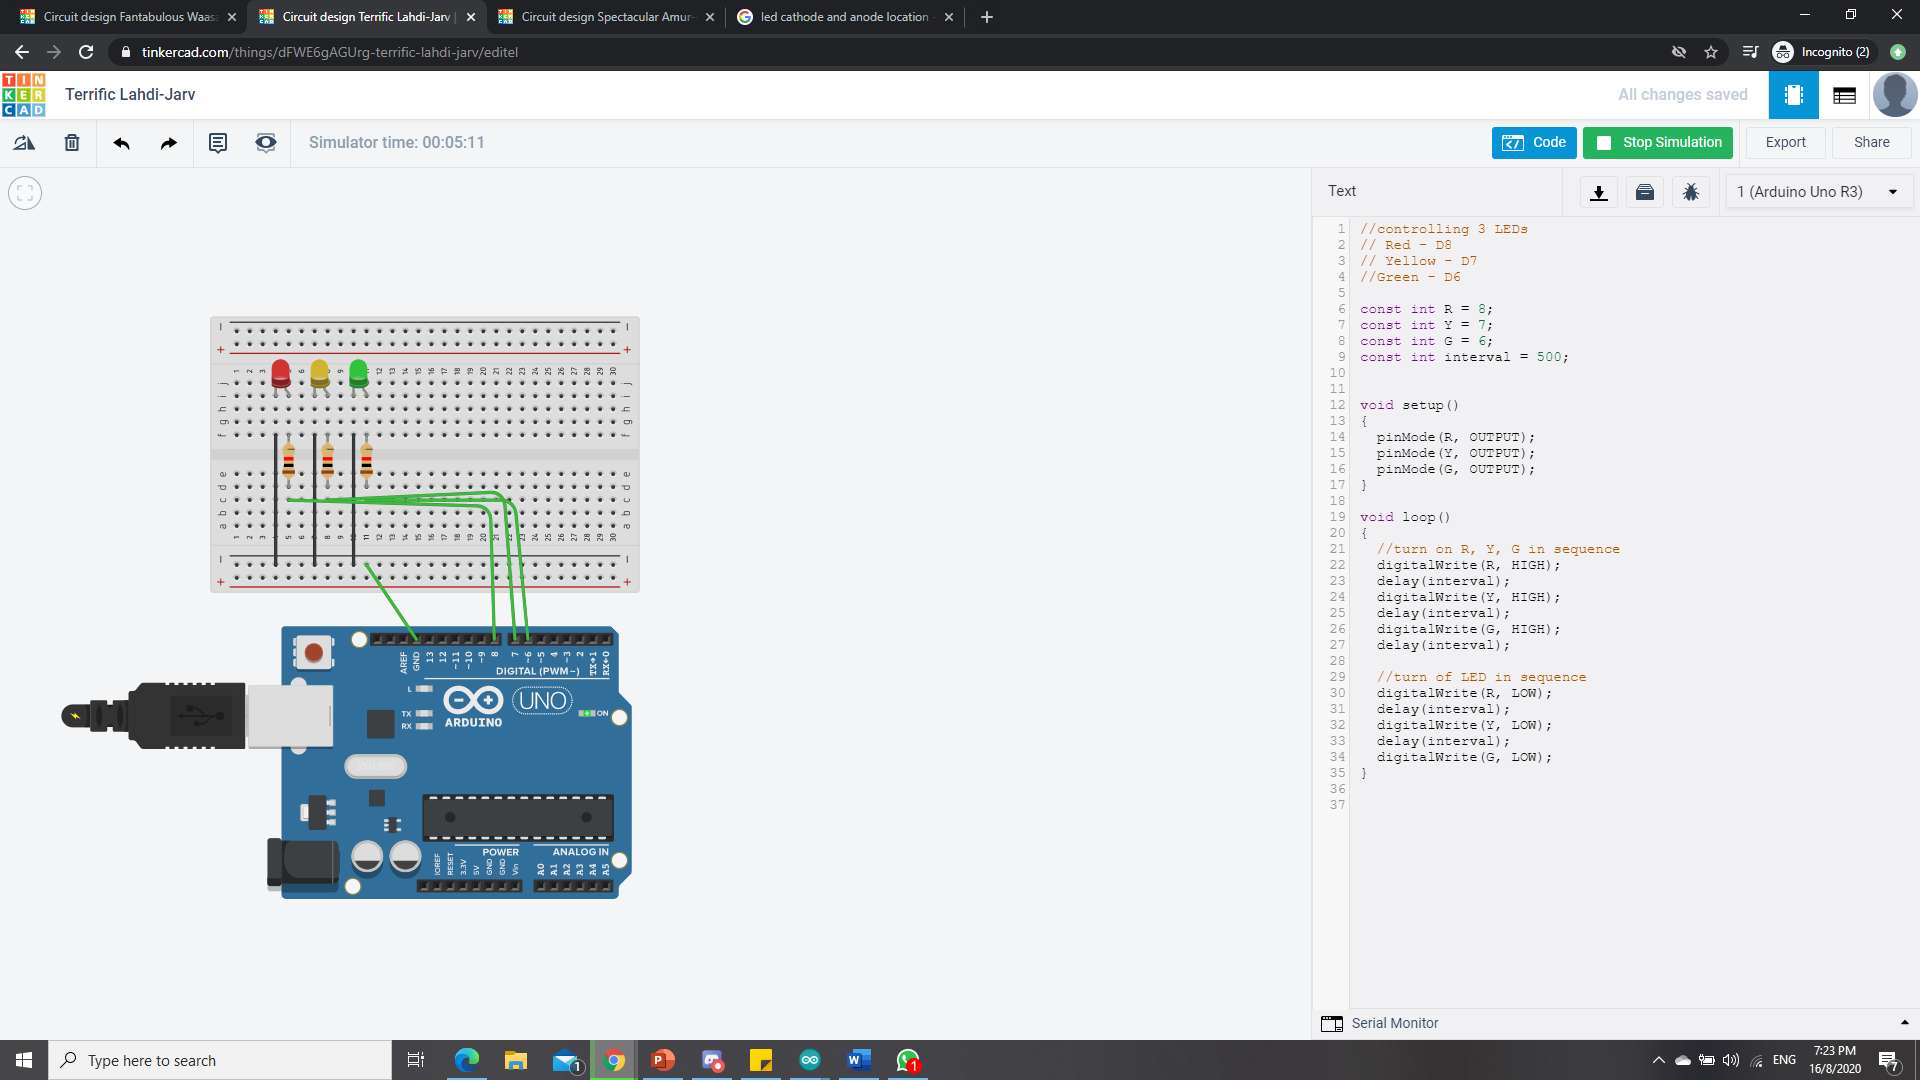 Circuit design Fantabulous Waasa
Circuit design Terrific Lahdi-Jarv |
Circuit design Spectacular Amur-
led cathode and anode location -
tinkercad.com/things/dFWE6gAGUrg-terrific-lahdi-jarv/editel
Incognito (2)
TIN
KER
CAD
Terrific Lahdi-Jarv
All changes saved
Simulator time: 00:05:11
Code
Stop Simulation
Export
Share
Text
1 (Arduino Uno R3)
1 //controlling 3 LEDs
2 // Red - D8
3 // Yellow - D7
4 //Green - D6
5
6 const int R = 8;
7 const int Y = 7;
8 const int G = 6;
9 const int interval = 500;
10
11
12 void setup()
13 {
14 pinMode(R, OUTPUT);
15 pinMode(Y, OUTPUT);
16 pinMode(G, OUTPUT);
17 }
18
19 void loop()
20 {
21 //turn on R, Y, G in sequence
22 digitalWrite(R, HIGH);
23 delay(interval);
24 digitalWrite(Y, HIGH);
25 delay(interval);
26 digitalWrite(G, HIGH);
27 delay(interval);
28
29 //turn of LED in sequence
30 digitalWrite(R, LOW);
31 delay(interval);
32 digitalWrite(Y, LOW);
33 delay(interval);
34 digitalWrite(G, LOW);
35 }
36
37
AREF GND 13 12 ~11 ~10 ~9 8 7 ~6 ~5 4 ~3 2 TX→1 RX←0
DIGITAL (PWM~)
L
TX
RX
ARDUINO
UNO
ON
POWER
ANALOG IN
IOREF RESET 3.3V 5V GND GND Vin A0 A1 A2 A3 A4 A5
Serial Monitor
Type here to search
1
1
ENG
7:23 PM
16/8/2020
7